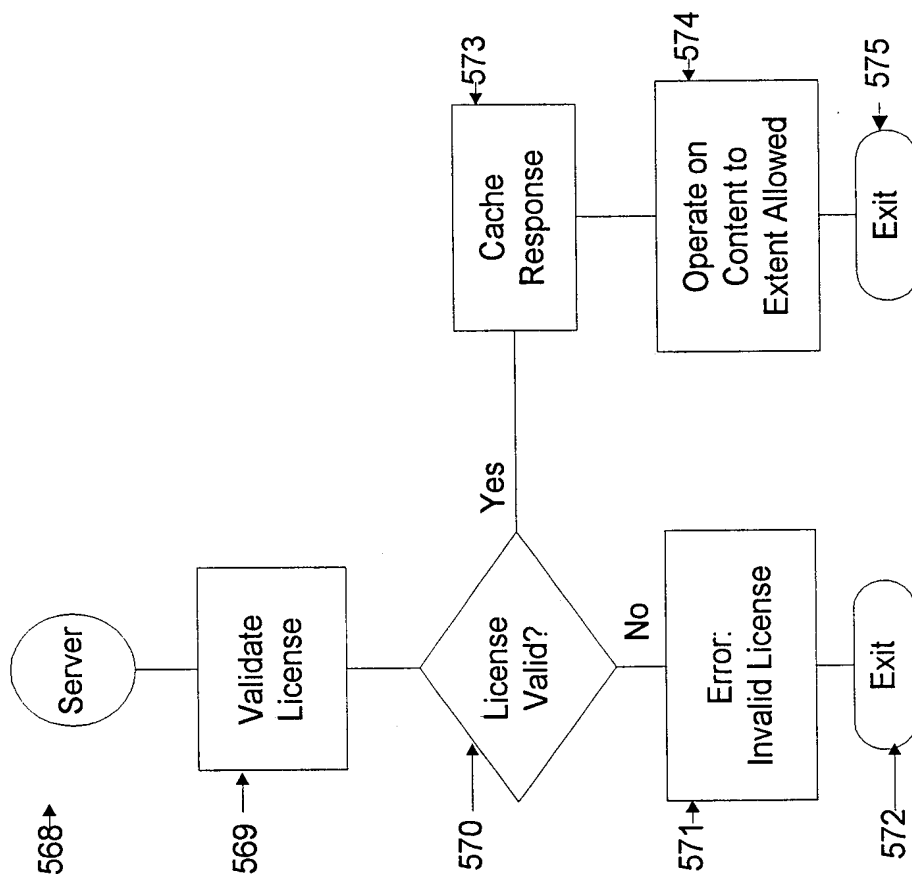 568
Server
569
Validate
License
570
License
Valid?
Yes
No
571
Error:
Invalid License
572
Exit
573
Cache
Response
574
Operate on
Content to
Extent Allowed
575
Exit